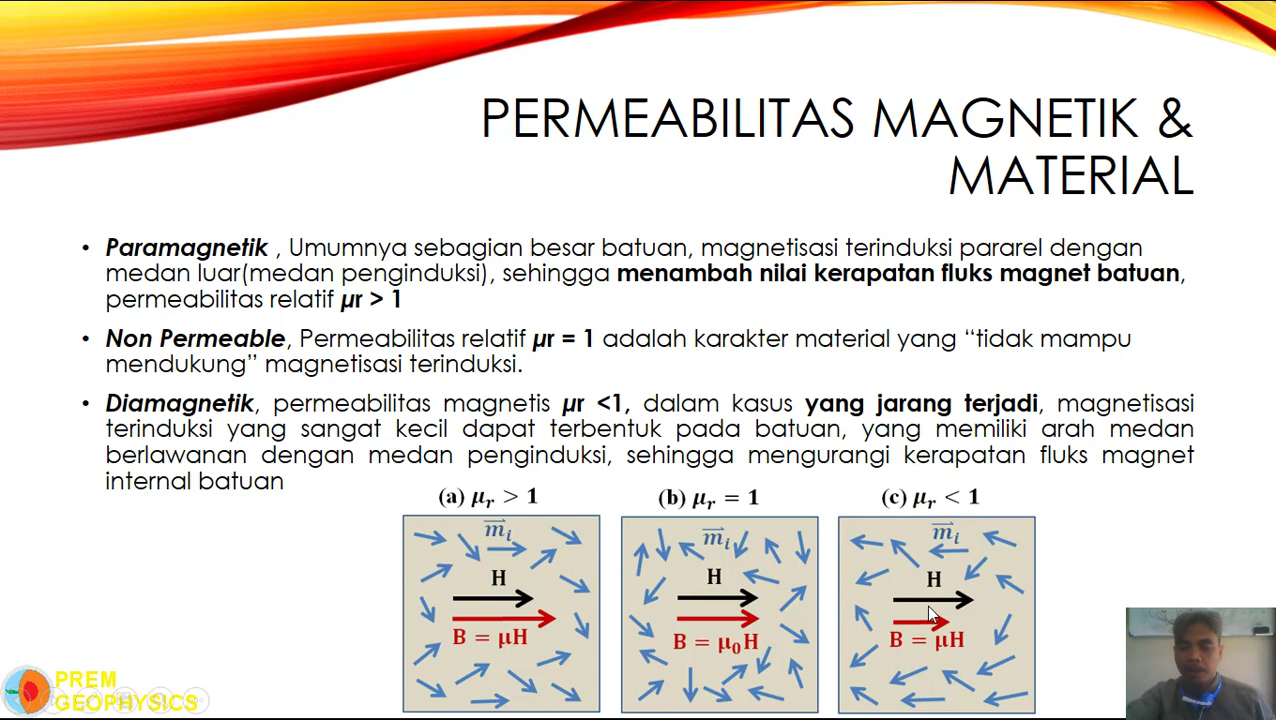 PERMEABILITAS MAGNETIK &
MATERIAL
• Paramagnetik , Umumnya sebagian besar batuan, magnetisasi terinduksi pararel dengan
medan luar(medan penginduksi), sehingga menambah nilai kerapatan fluks magnet batuan,
permeabilitas relatif µr > 1
• Non Permeable, Permeabilitas relatif µr = 1 adalah karakter material yang “tidak mampu
mendukung” magnetisasi terinduksi.
• Diamagnetik, permeabilitas magnetis µr <1, dalam kasus yang jarang terjadi, magnetisasi
terinduksi yang sangat kecil dapat terbentuk pada batuan, yang memiliki arah medan
berlawanan dengan medan penginduksi, sehingga mengurangi kerapatan fluks magnet
internal batuan
(a) μᵣ > 1
m⃗ᵢ
H
B = μH
(b) μᵣ = 1
m⃗ᵢ
H
B = μ₀H
(c) μᵣ < 1
m⃗ᵢ
H
B = μH
PREM
GEOPHYSICS